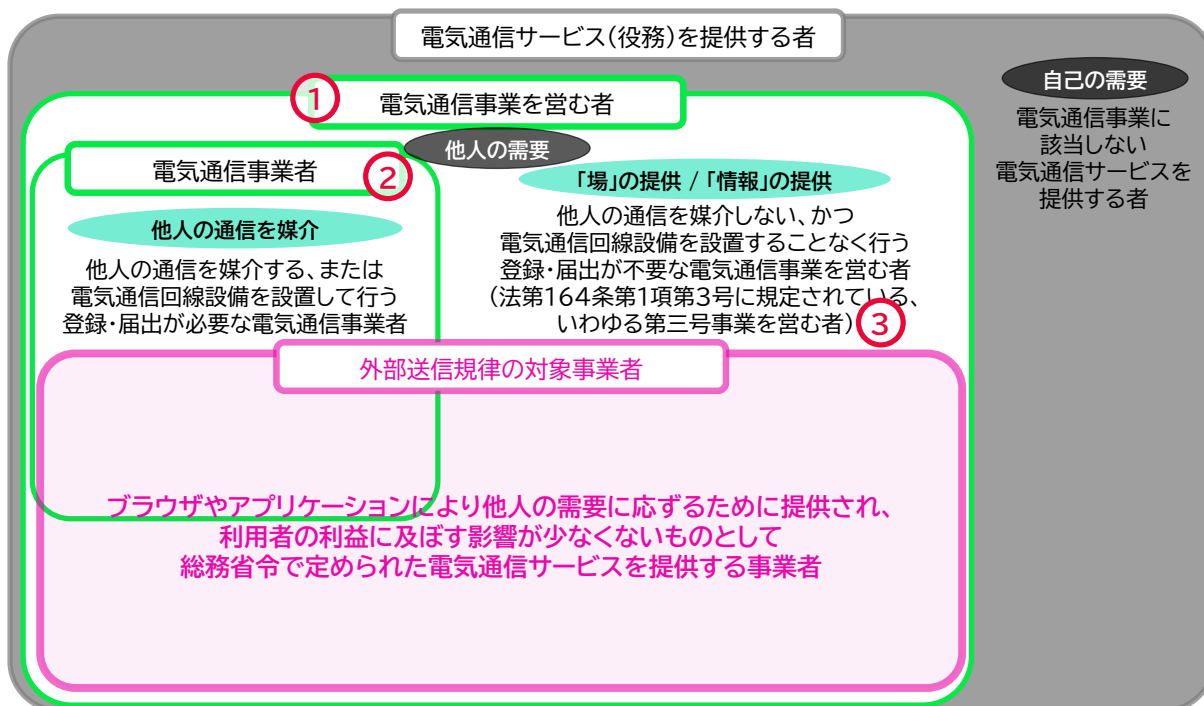 電気通信サービス(役務)を提供する者
自己の需要
電気通信事業に
該当しない
電気通信サービスを
提供する者
① 電気通信事業を営む者
他人の需要
電気通信事業者 ②
他人の通信を媒介
他人の通信を媒介する、または
電気通信回線設備を設置して行う
登録・届出が必要な電気通信事業者
「場」の提供 / 「情報」の提供
他人の通信を媒介しない、かつ
電気通信回線設備を設置することなく行う
登録・届出が不要な電気通信事業を営む者
(法第164条第1項第3号に規定されている、
いわゆる第三号事業を営む者) ③
外部送信規律の対象事業者
ブラウザやアプリケーションにより他人の需要に応ずるために提供され、
利用者の利益に及ぼす影響が少なくないものとして
総務省令で定められた電気通信サービスを提供する事業者